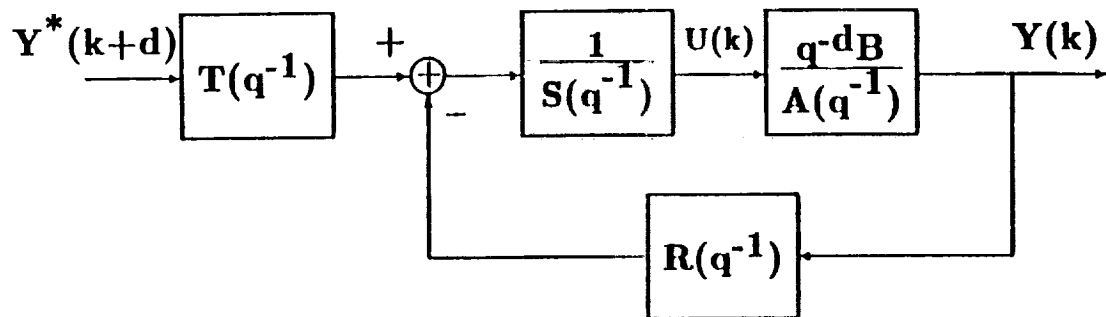 Y*(k+d)
T(q⁻¹)
+
+
−
1
S(q⁻¹)
U(k)
q⁻ᵈB
A(q⁻¹)
Y(k)
R(q⁻¹)